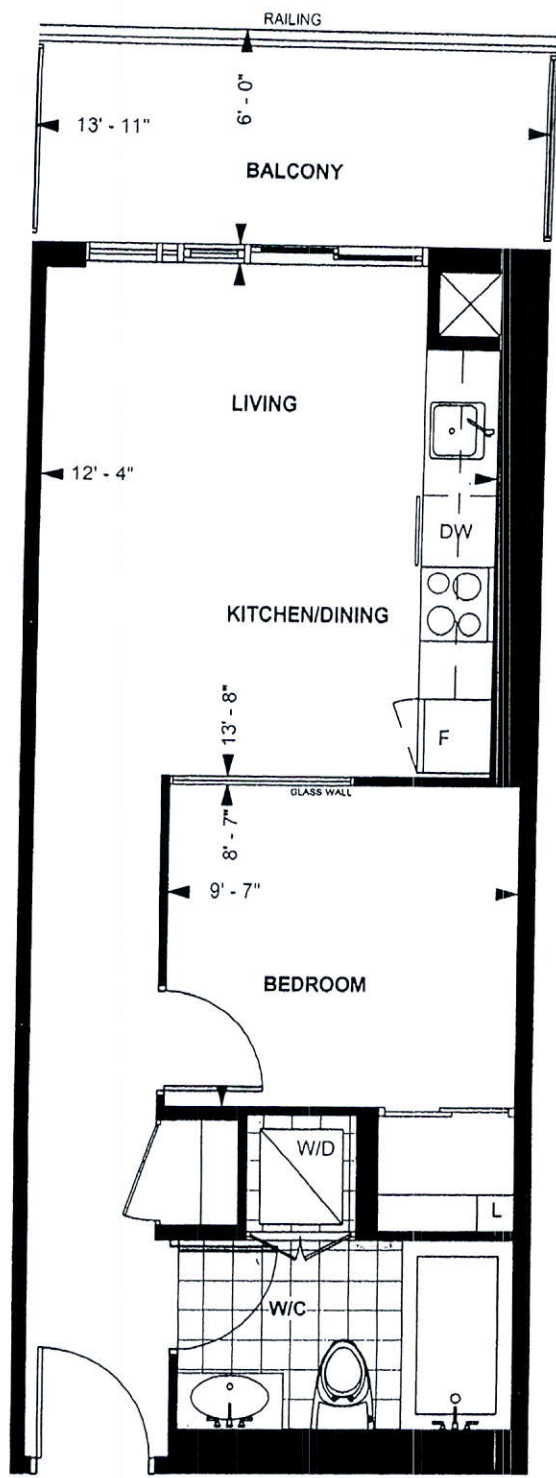 RAILING
6' - 0"
13' - 11"
BALCONY
LIVING
12' - 4"
DW
KITCHEN/DINING
13' - 8"
F
GLASS WALL
8' - 7"
9' - 7"
BEDROOM
W/D
L
W/C